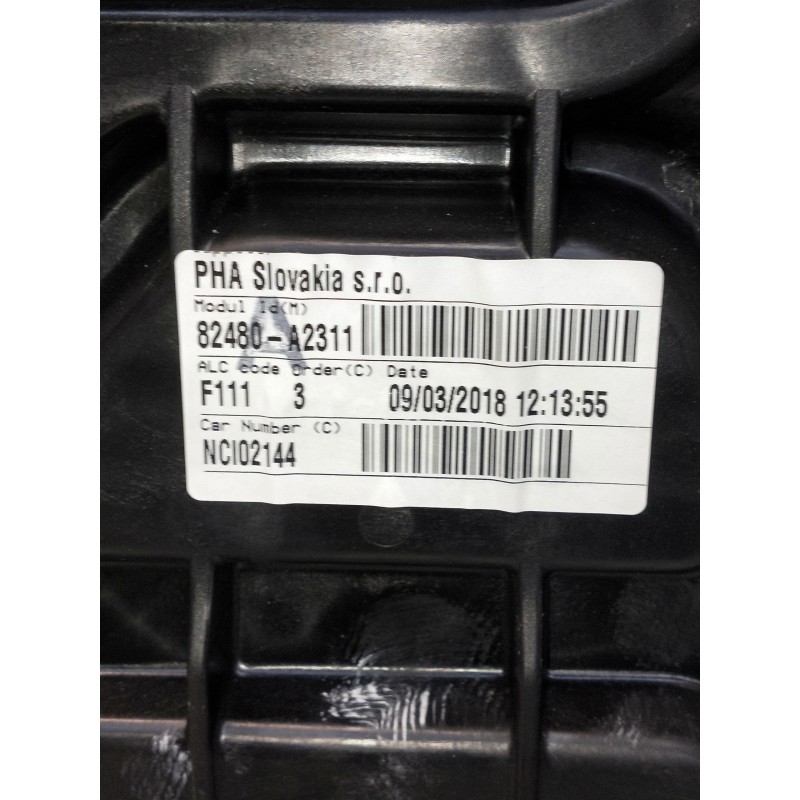 PHA Slovakia s.r.o.
Modul Id(M)
82480-A2311
ALC code Order(C) Date
F111 3 09/03/2018 12:13:55
Car Number (C)
NCI02144